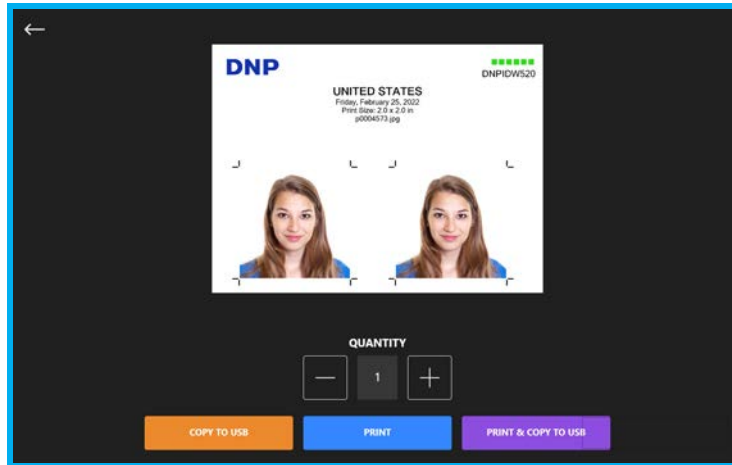 DNP
DNPIDW520
UNITED STATES
Friday, February 25, 2022
Print Size: 2.0 x 2.0 in
p0004573.jpg
QUANTITY
1
COPY TO USB
PRINT
PRINT & COPY TO USB